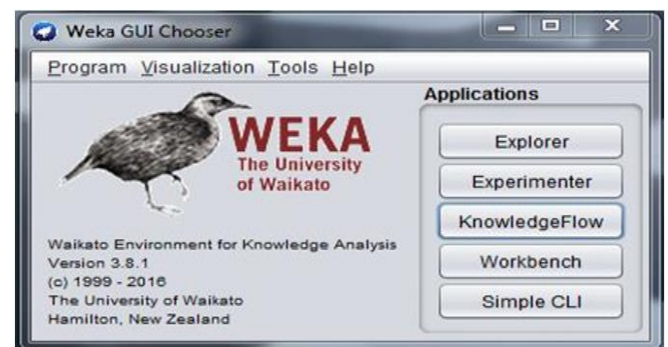 Weka GUI Chooser
Program Visualization Tools Help
Applications
WEKA
The University
of Waikato
Explorer
Experimenter
KnowledgeFlow
Workbench
Simple CLI
Waikato Environment for Knowledge Analysis
Version 3.8.1
(c) 1999 - 2016
The University of Waikato
Hamilton, New Zealand